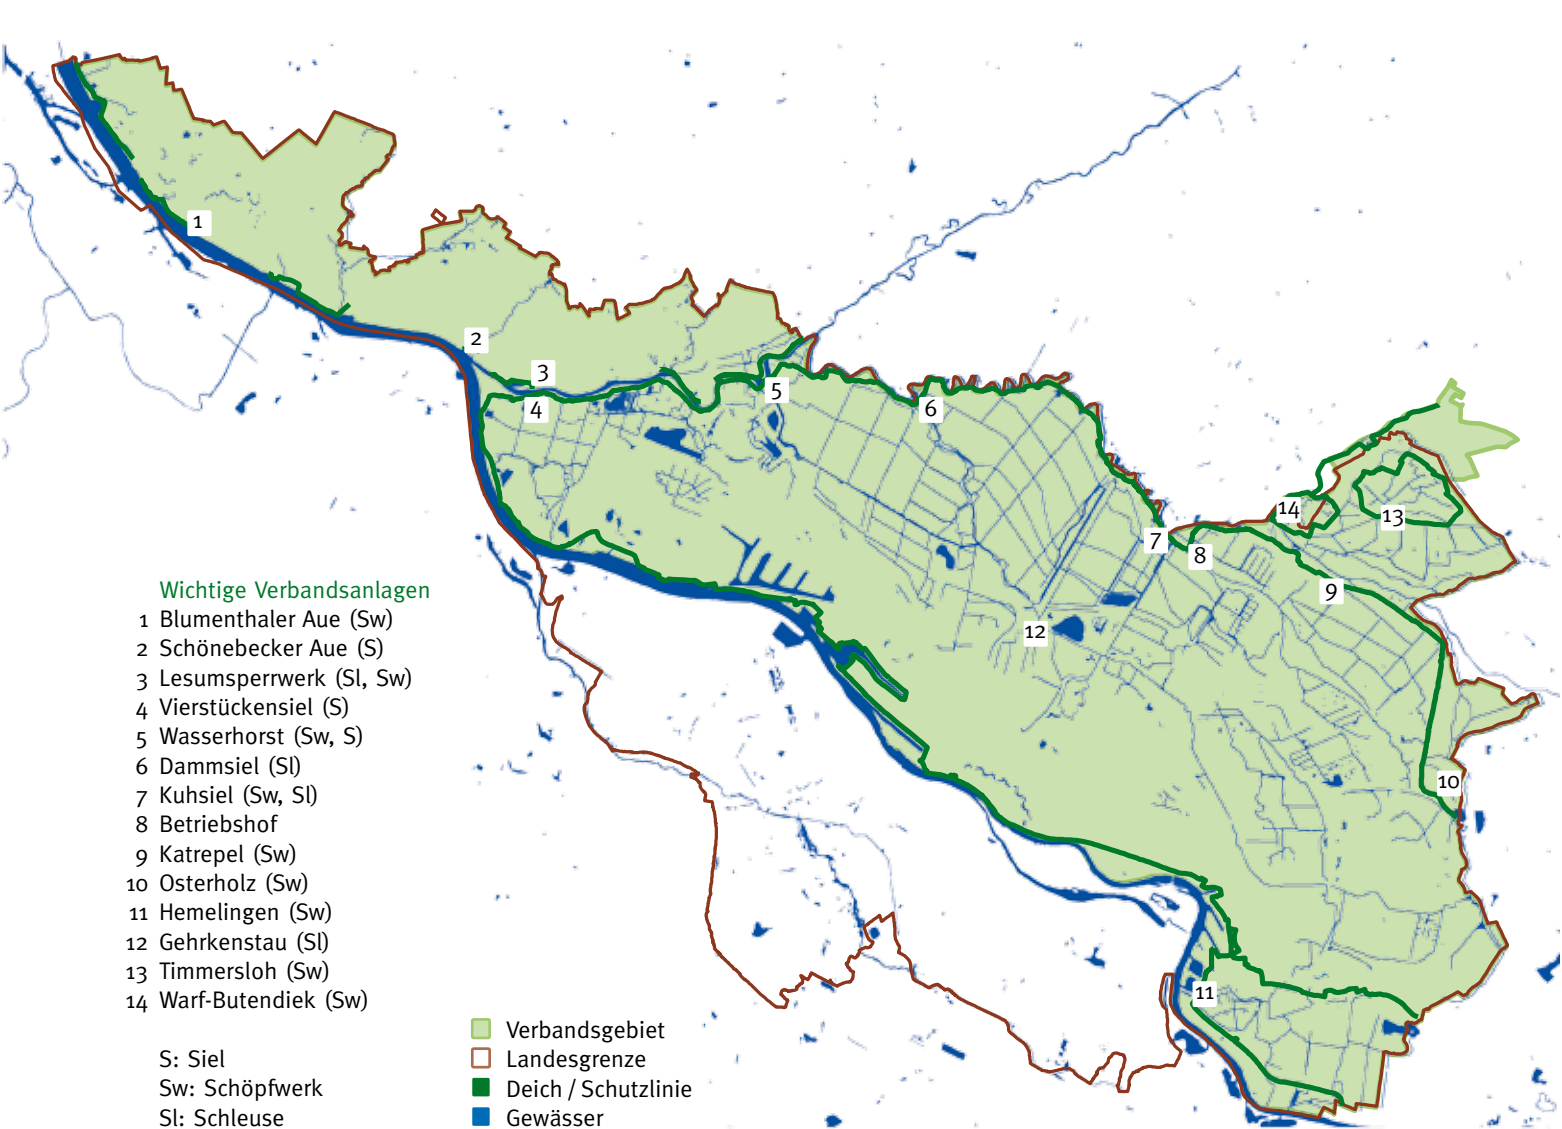 1
2
3
4
5
6
7
8
9
10
11
12
13
14
Wichtige Verbandsanlagen
1 Blumenthaler Aue (Sw)
2 Schönebecker Aue (S)
3 Lesumsperrwerk (Sl, Sw)
4 Vierstückensiel (S)
5 Wasserhorst (Sw, S)
6 Dammsiel (Sl)
7 Kuhsiel (Sw, Sl)
8 Betriebshof
9 Katrepel (Sw)
10 Osterholz (Sw)
11 Hemelingen (Sw)
12 Gehrkenstau (Sl)
13 Timmersloh (Sw)
14 Warf-Butendiek (Sw)
S: Siel
Sw: Schöpfwerk
Sl: Schleuse
Verbandsgebiet
Landesgrenze
Deich / Schutzlinie
Gewässer